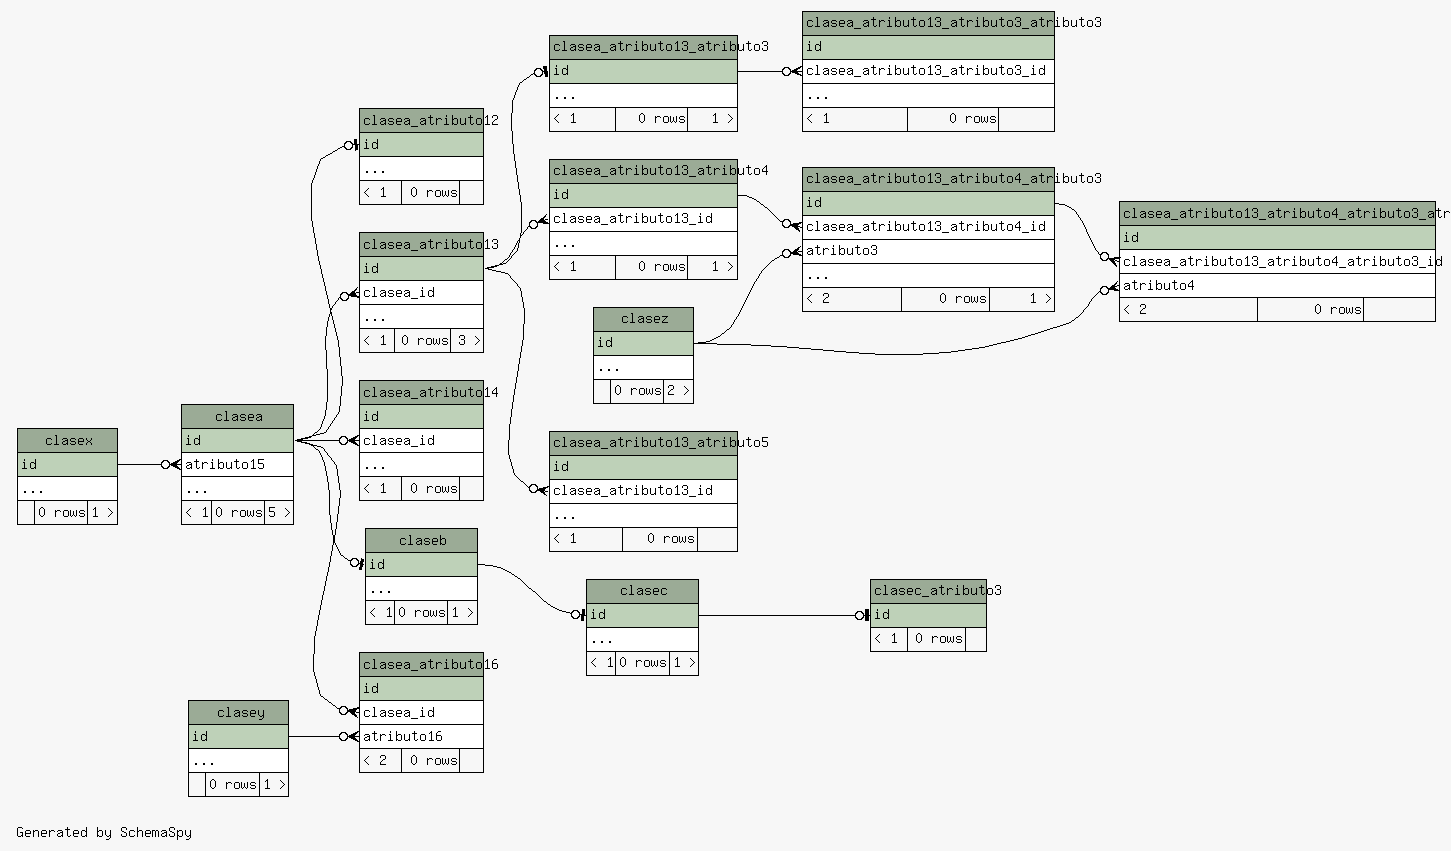 clasea_atributo13_atributo3_atributo3
id
clasea_atributo13_atributo3_id
...
< 1 0 rows
clasea_atributo13_atributo3
id
...
< 1 0 rows 1 >
clasea_atributo12
id
...
< 1 0 rows
clasea_atributo13_atributo4
id
clasea_atributo13_id
...
< 1 0 rows 1 >
clasea_atributo13_atributo4_atributo3
id
clasea_atributo13_atributo4_id
atributo3
...
< 2 0 rows 1 >
clasea_atributo13_atributo4_atributo3_atr
id
clasea_atributo13_atributo4_atributo3_id
atributo4
< 2 0 rows
clasea_atributo13
id
clasea_id
...
< 1 0 rows 3 >
clasez
id
...
0 rows 2 >
clasea_atributo14
id
clasea_id
...
< 1 0 rows
clasex
id
...
0 rows 1 >
clasea
id
atributo15
...
< 1 0 rows 5 >
clasea_atributo13_atributo5
id
clasea_atributo13_id
...
< 1 0 rows
claseb
id
...
< 1 0 rows 1 >
clasec
id
...
< 1 0 rows 1 >
clasec_atributo3
id
< 1 0 rows
clasea_atributo16
id
clasea_id
atributo16
< 2 0 rows
clasey
id
...
0 rows 1 >
Generated by SchemaSpy